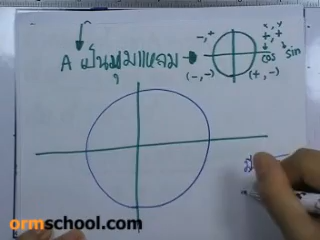 x, y
-, + +, +
A เป็นมุมแหลม cos sin
(-, -) (+, -)
ormschool.com